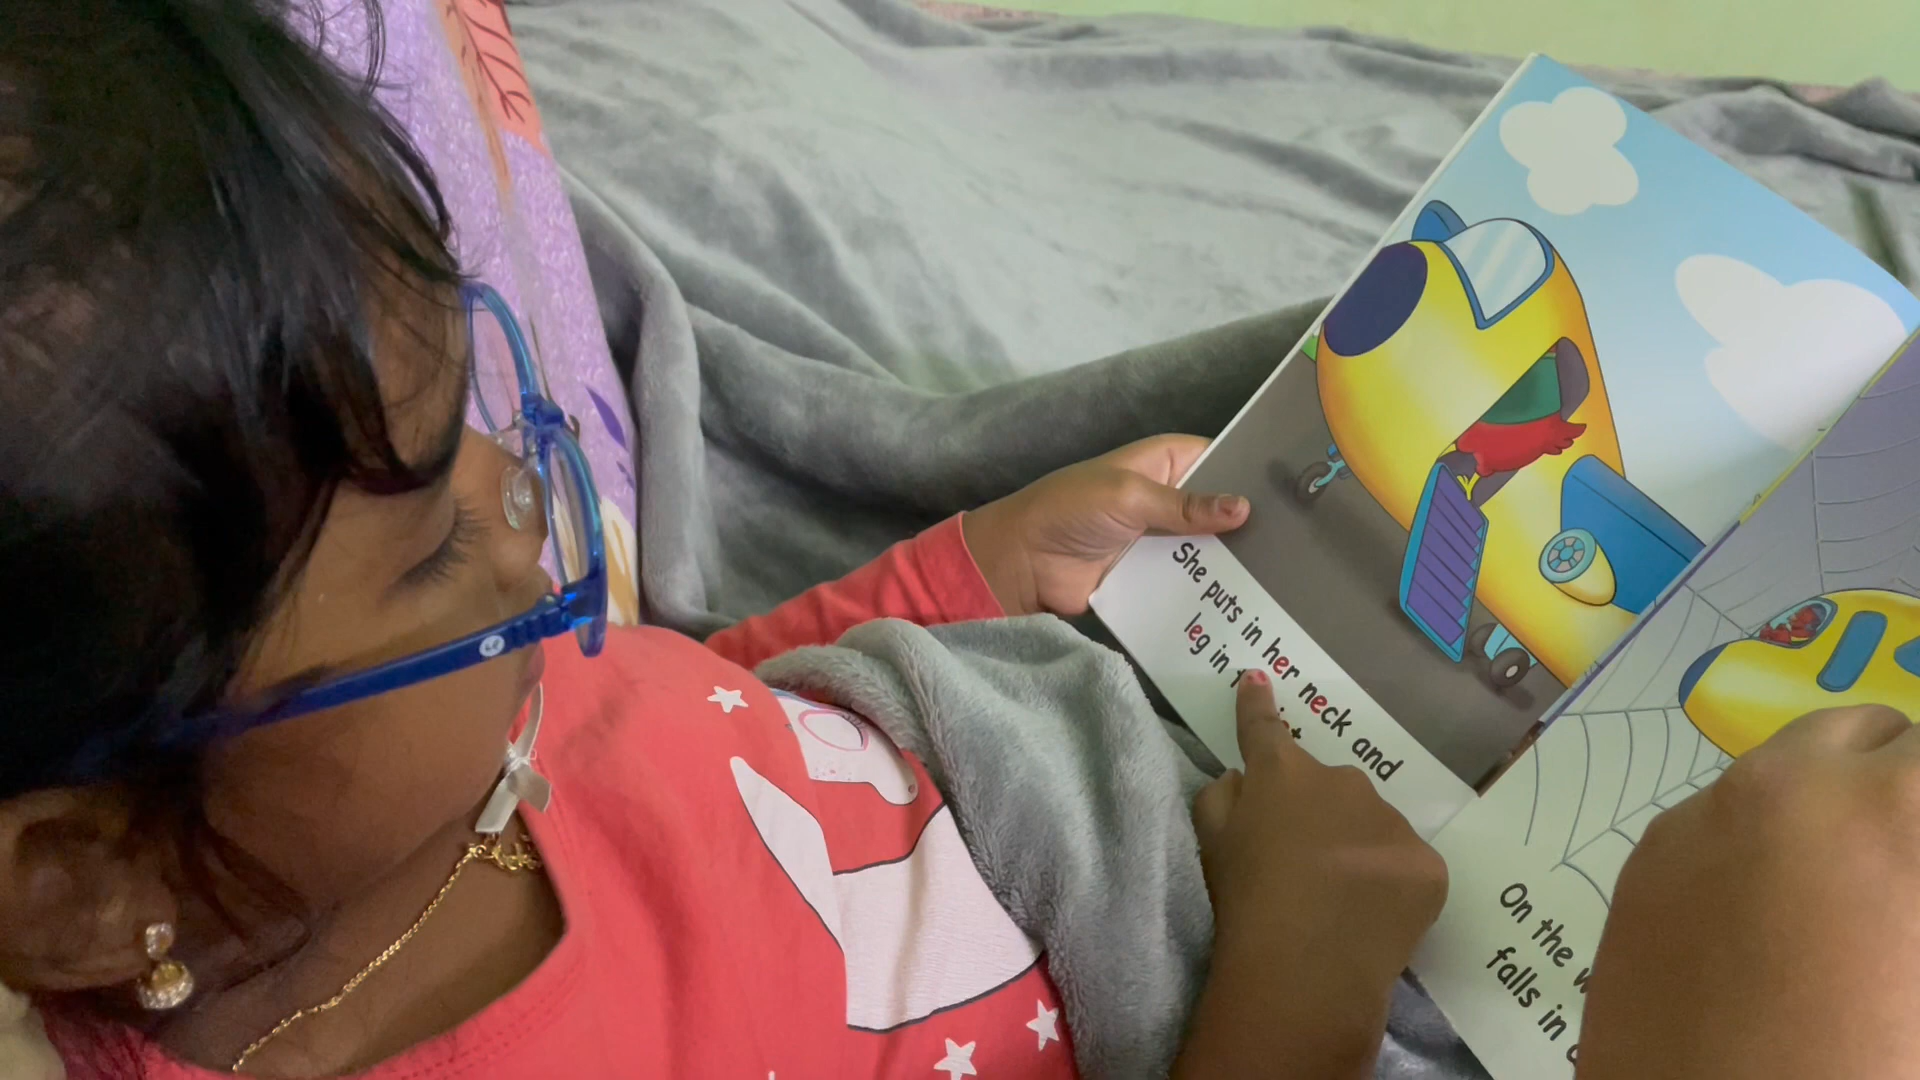 She puts in her neck and
leg in
On the
falls in